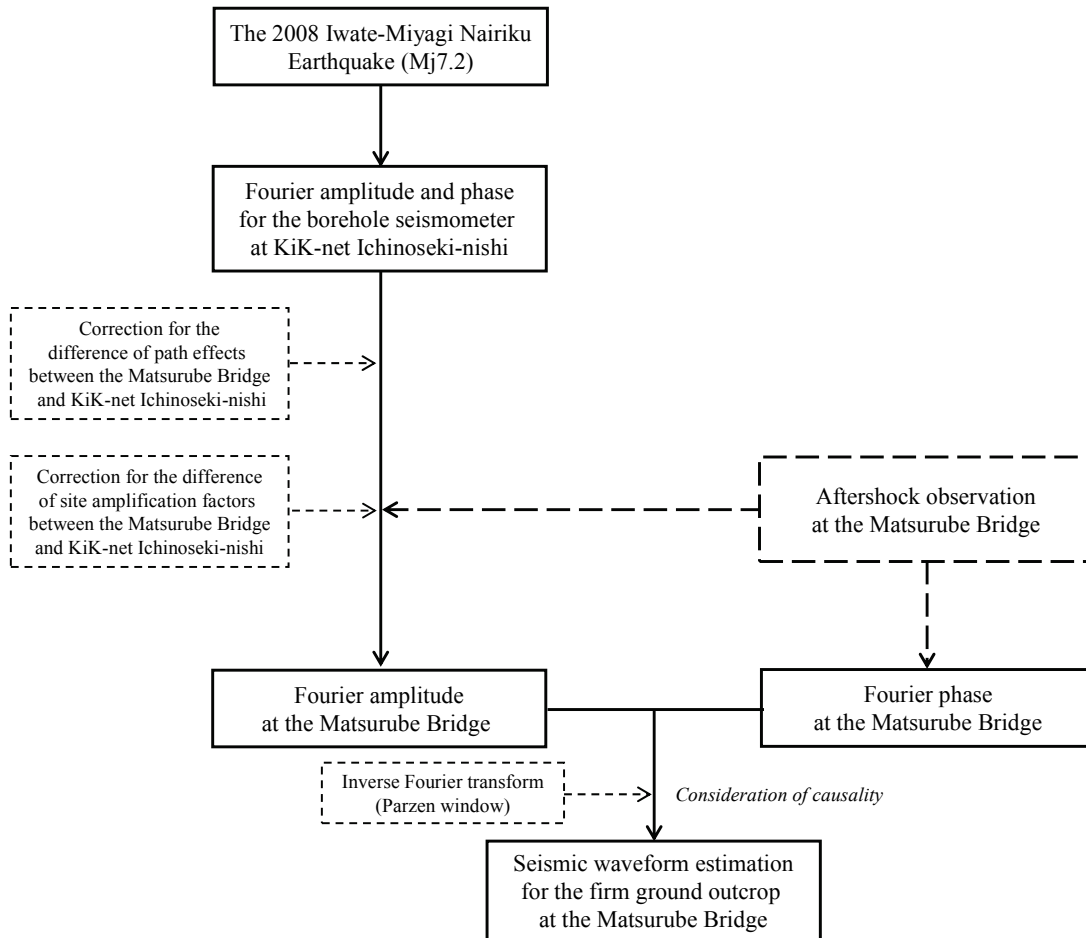 The 2008 Iwate-Miyagi Nairiku
Earthquake (Mj7.2)
Fourier amplitude and phase
for the borehole seismometer
at KiK-net Ichinoseki-nishi
Correction for the
difference of path effects
between the Matsurube Bridge
and KiK-net Ichinoseki-nishi
Correction for the difference
of site amplification factors
between the Matsurube Bridge
and KiK-net Ichinoseki-nishi
Aftershock observation
at the Matsurube Bridge
Fourier amplitude
at the Matsurube Bridge
Fourier phase
at the Matsurube Bridge
Inverse Fourier transform
(Parzen window)
Consideration of causality
Seismic waveform estimation
for the firm ground outcrop
at the Matsurube Bridge